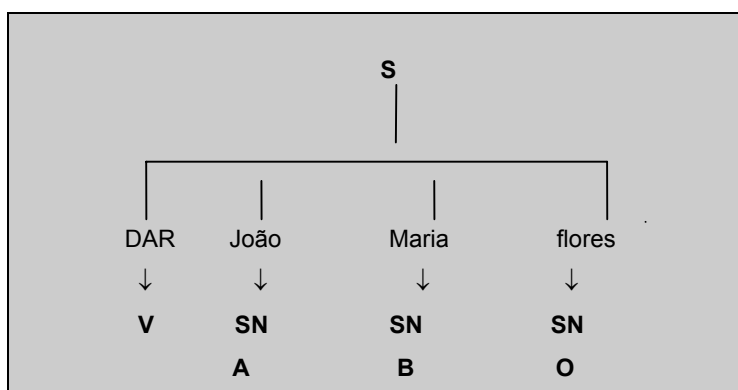 S
DAR João Maria flores
↓ ↓ ↓ ↓
V SN SN SN
A B O